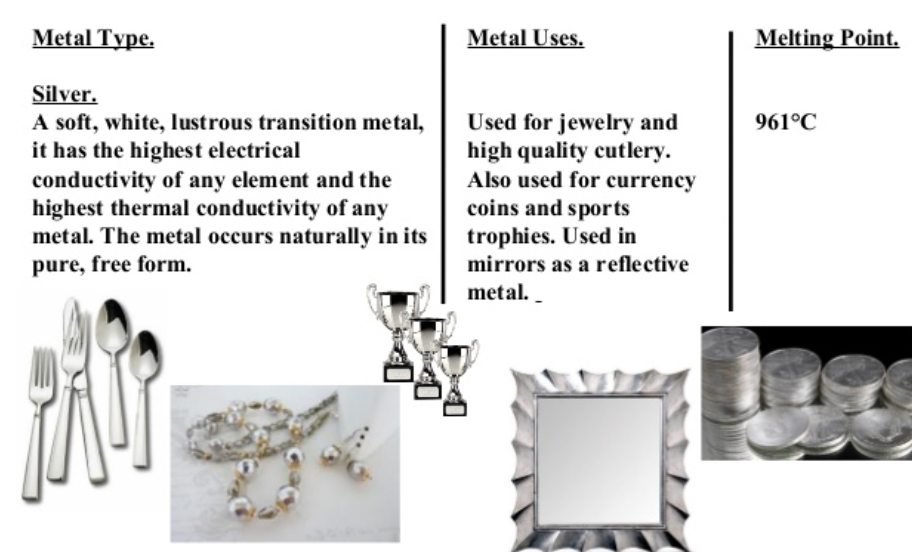 Metal Type.
Silver.
A soft, white, lustrous transition metal,
it has the highest electrical
conductivity of any element and the
highest thermal conductivity of any
metal. The metal occurs naturally in its
pure, free form.
Metal Uses.
Used for jewelry and
high quality cutlery.
Also used for currency
coins and sports
trophies. Used in
mirrors as a reflective
metal. _
Melting Point.
961°C